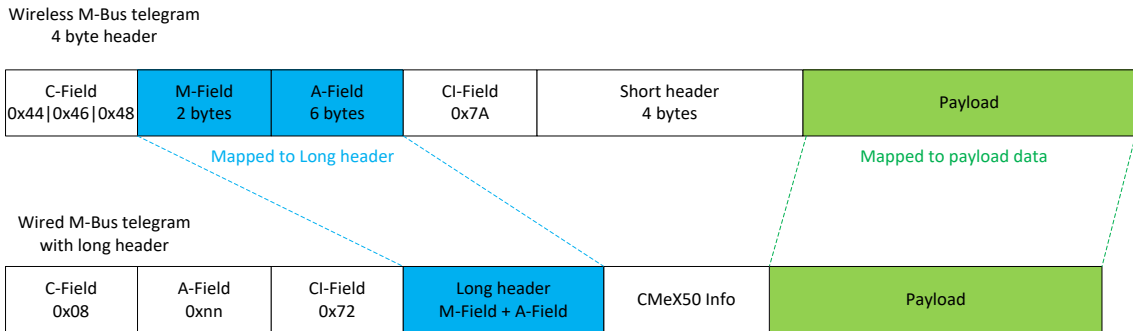 Wireless M-Bus telegram
4 byte header
C-Field
0x44|0x46|0x48
M-Field
2 bytes
A-Field
6 bytes
CI-Field
0x7A
Short header
4 bytes
Payload
Mapped to Long header
Mapped to payload data
Wired M-Bus telegram
with long header
C-Field
0x08
A-Field
0xnn
CI-Field
0x72
Long header
M-Field + A-Field
CMeX50 Info
Payload